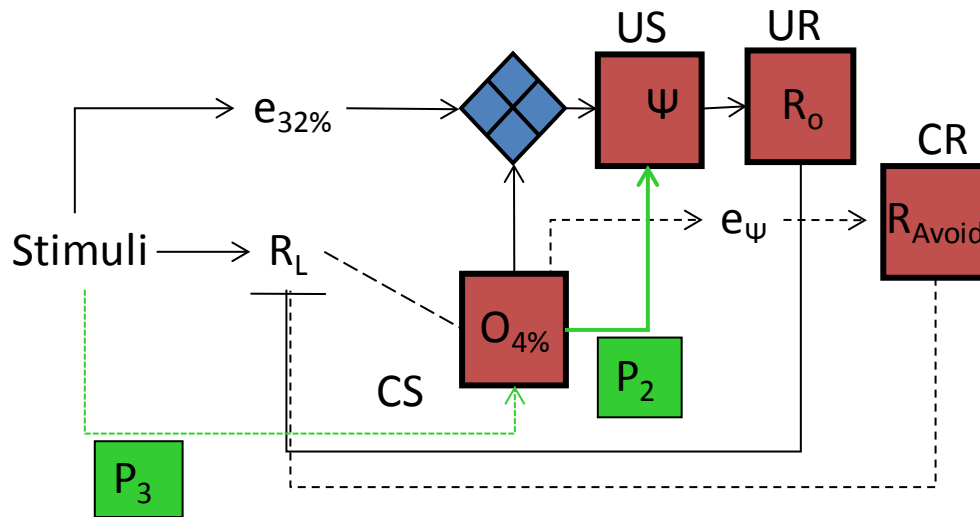 US
UR
e32%
Ψ
Ro
CR
eΨ
RAvoid
Stimuli
RL
O4%
CS
P2
P3